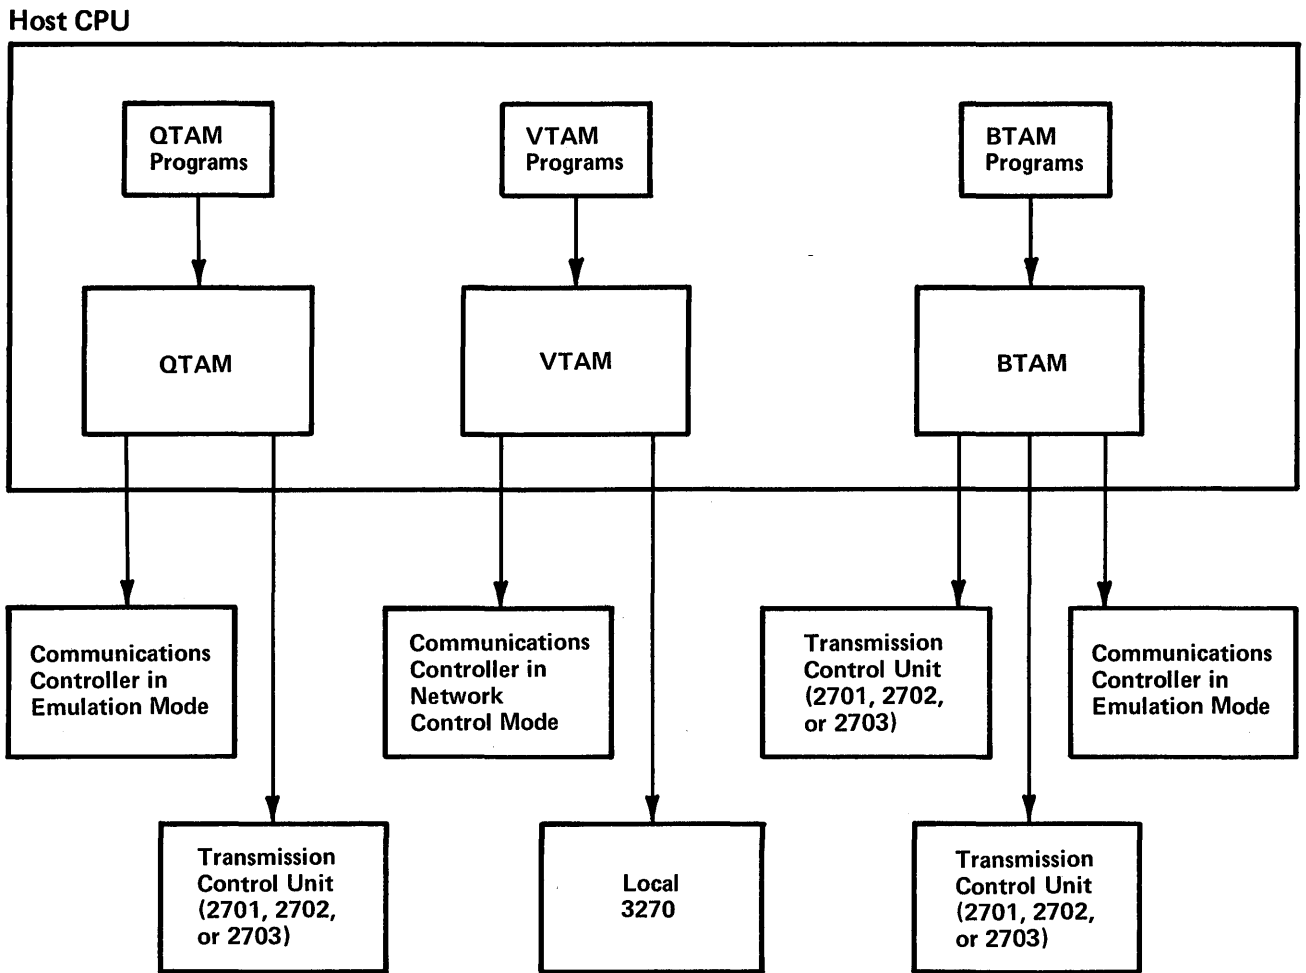 Host CPU
QTAM
Programs
VTAM
Programs
BTAM
Programs
QTAM
VTAM
BTAM
Communications
Controller in
Emulation Mode
Communications
Controller in
Network
Control Mode
Transmission
Control Unit
(2701, 2702,
or 2703)
Communications
Controller in
Emulation Mode
Transmission
Control Unit
(2701, 2702,
or 2703)
Local
3270
Transmission
Control Unit
(2701, 2702,
or 2703)